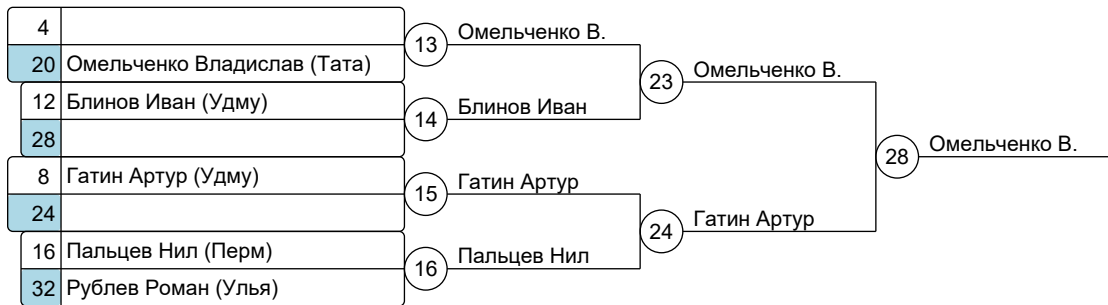 4
20 Омельченко Владислав (Тата)
13 Омельченко В.
12 Блинов Иван (Удму)
28
14 Блинов Иван
23 Омельченко В.
8 Гатин Артур (Удму)
24
15 Гатин Артур
16 Пальцев Нил (Перм)
32 Рублев Роман (Улья)
16 Пальцев Нил
24 Гатин Артур
28 Омельченко В.